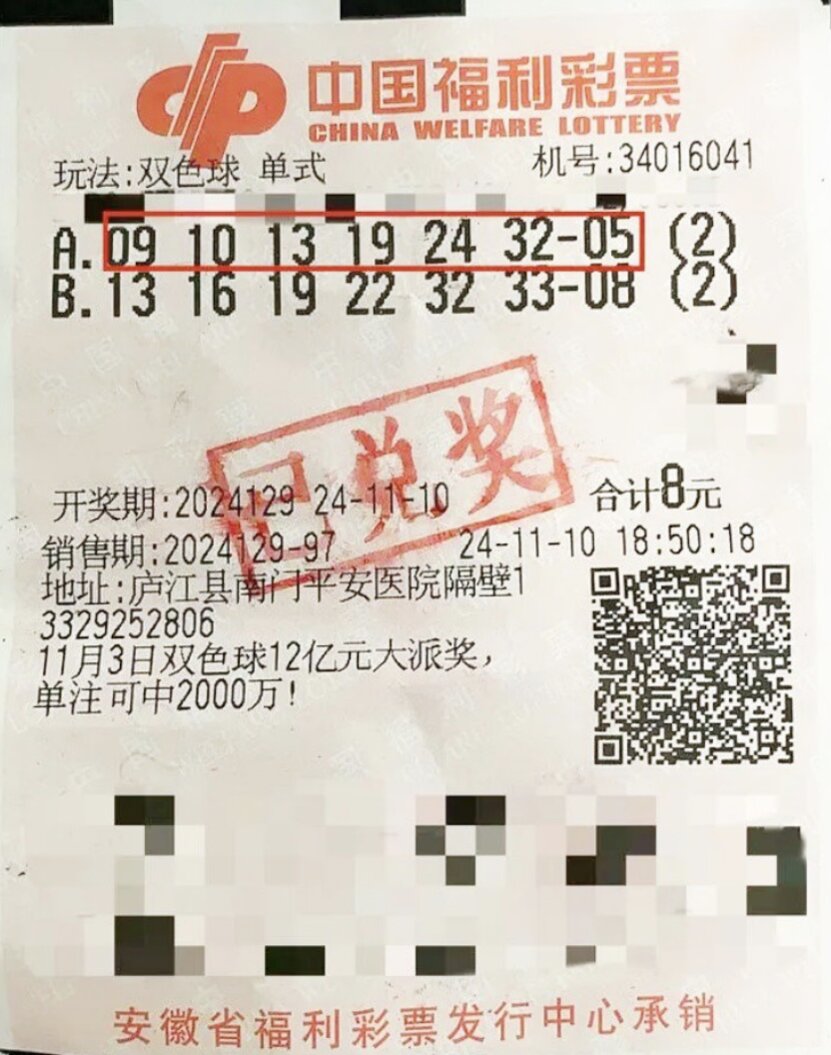 中国福利彩票
CHINA WELFARE LOTTERY
玩法:双色球 单式 机号:34016041
A.09 10 13 19 24 32-05 (2)
B.13 16 19 22 32 33-08 (2)
已兑奖
开奖期:2024129 24-11-10 合计8元
销售期:2024129-97 24-11-10 18:50:18
地址:庐江县南门平安医院隔壁1
3329252806
11月3日双色球12亿元大派奖,
单注可中2000万!
安徽省福利彩票发行中心承销